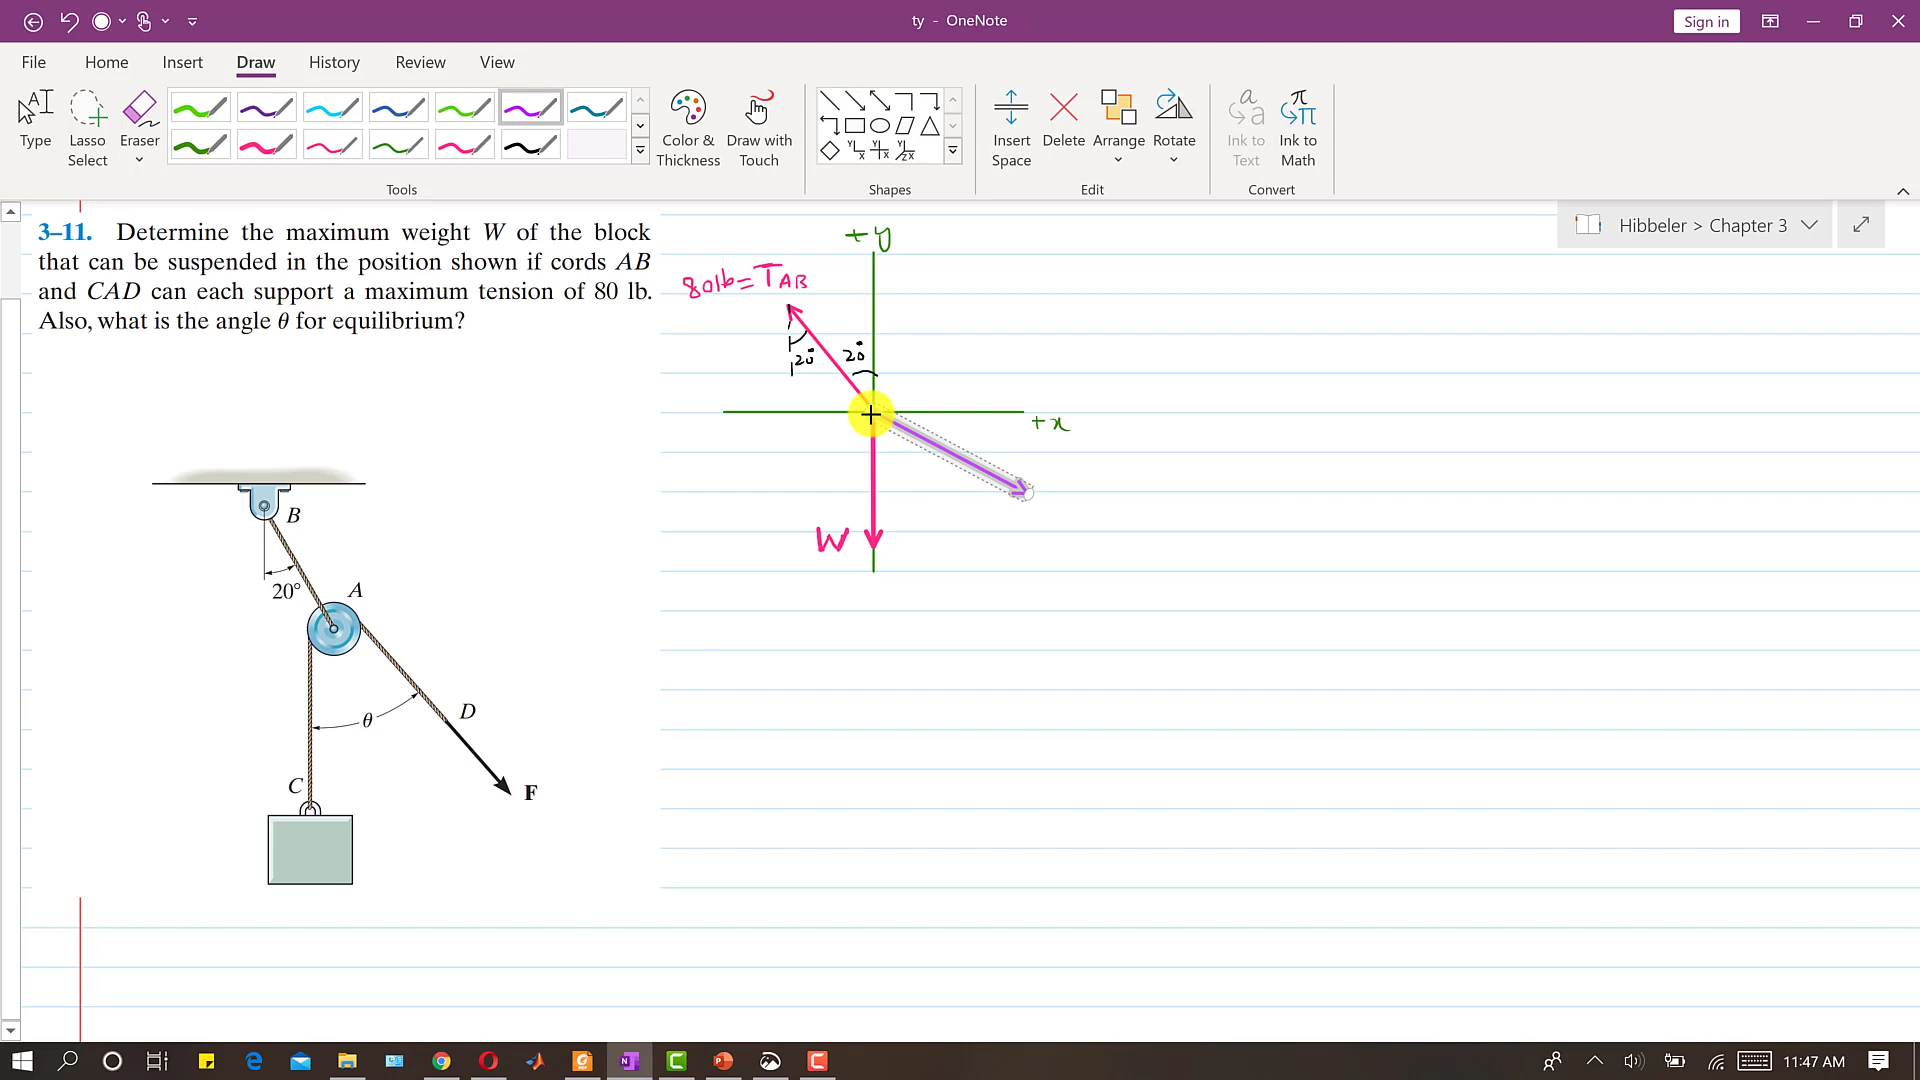 ty - OneNote
Sign in
File Home Insert Draw History Review View
Type
Lasso Select
Eraser
Color & Thickness
Draw with Touch
Insert Space
Delete
Arrange
Rotate
Ink to Text
Ink to Math
Tools
Shapes
Edit
Convert
Hibbeler > Chapter 3
3–11. Determine the maximum weight W of the block
that can be suspended in the position shown if cords AB
and CAD can each support a maximum tension of 80 lb.
Also, what is the angle θ for equilibrium?
+y
80lb = T AB
20°
20°
+x
W
B
20°
A
θ
D
C
F
11:47 AM